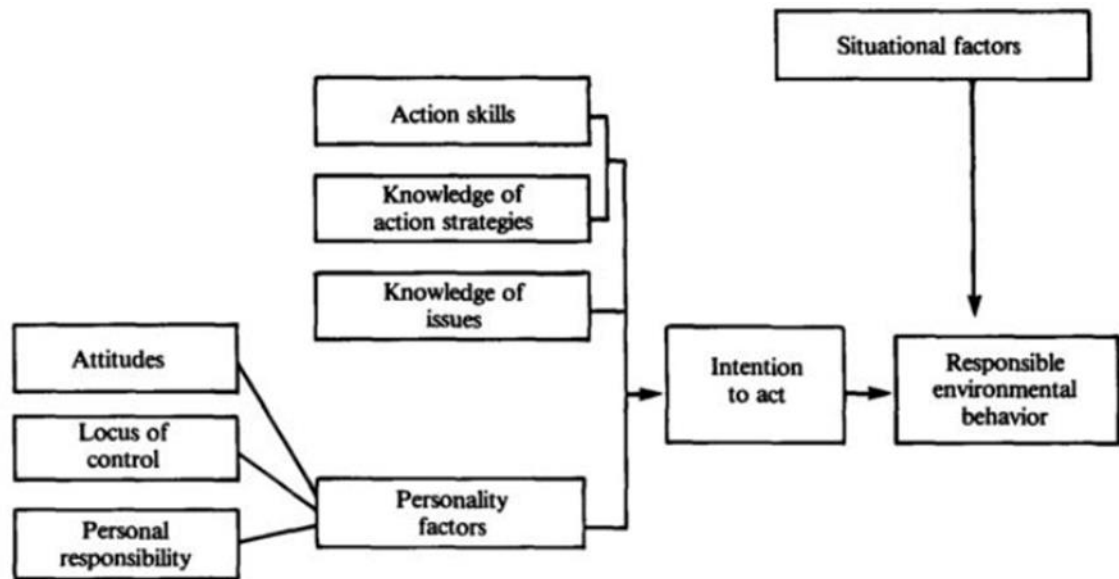 Situational factors
Action skills
Knowledge of
action strategies
Knowledge of
issues
Attitudes
Locus of
control
Personal
responsibility
Personality
factors
Intention
to act
Responsible
environmental
behavior